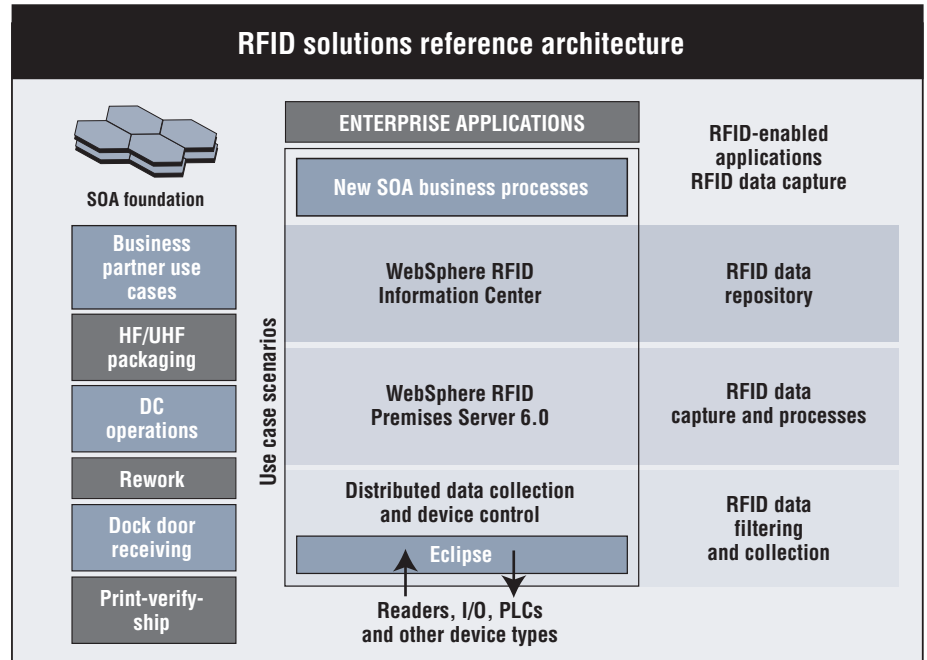 RFID solutions reference architecture
SOA foundation
Business
partner use
cases
HF/UHF
packaging
DC
operations
Rework
Dock door
receiving
Print-verify-
ship
Use case scenarios
ENTERPRISE APPLICATIONS
New SOA business processes
WebSphere RFID
Information Center
WebSphere RFID
Premises Server 6.0
Distributed data collection
and device control
Eclipse
Readers, I/O, PLCs
and other device types
RFID-enabled
applications
RFID data capture
RFID data
repository
RFID data
capture and processes
RFID data
filtering
and collection